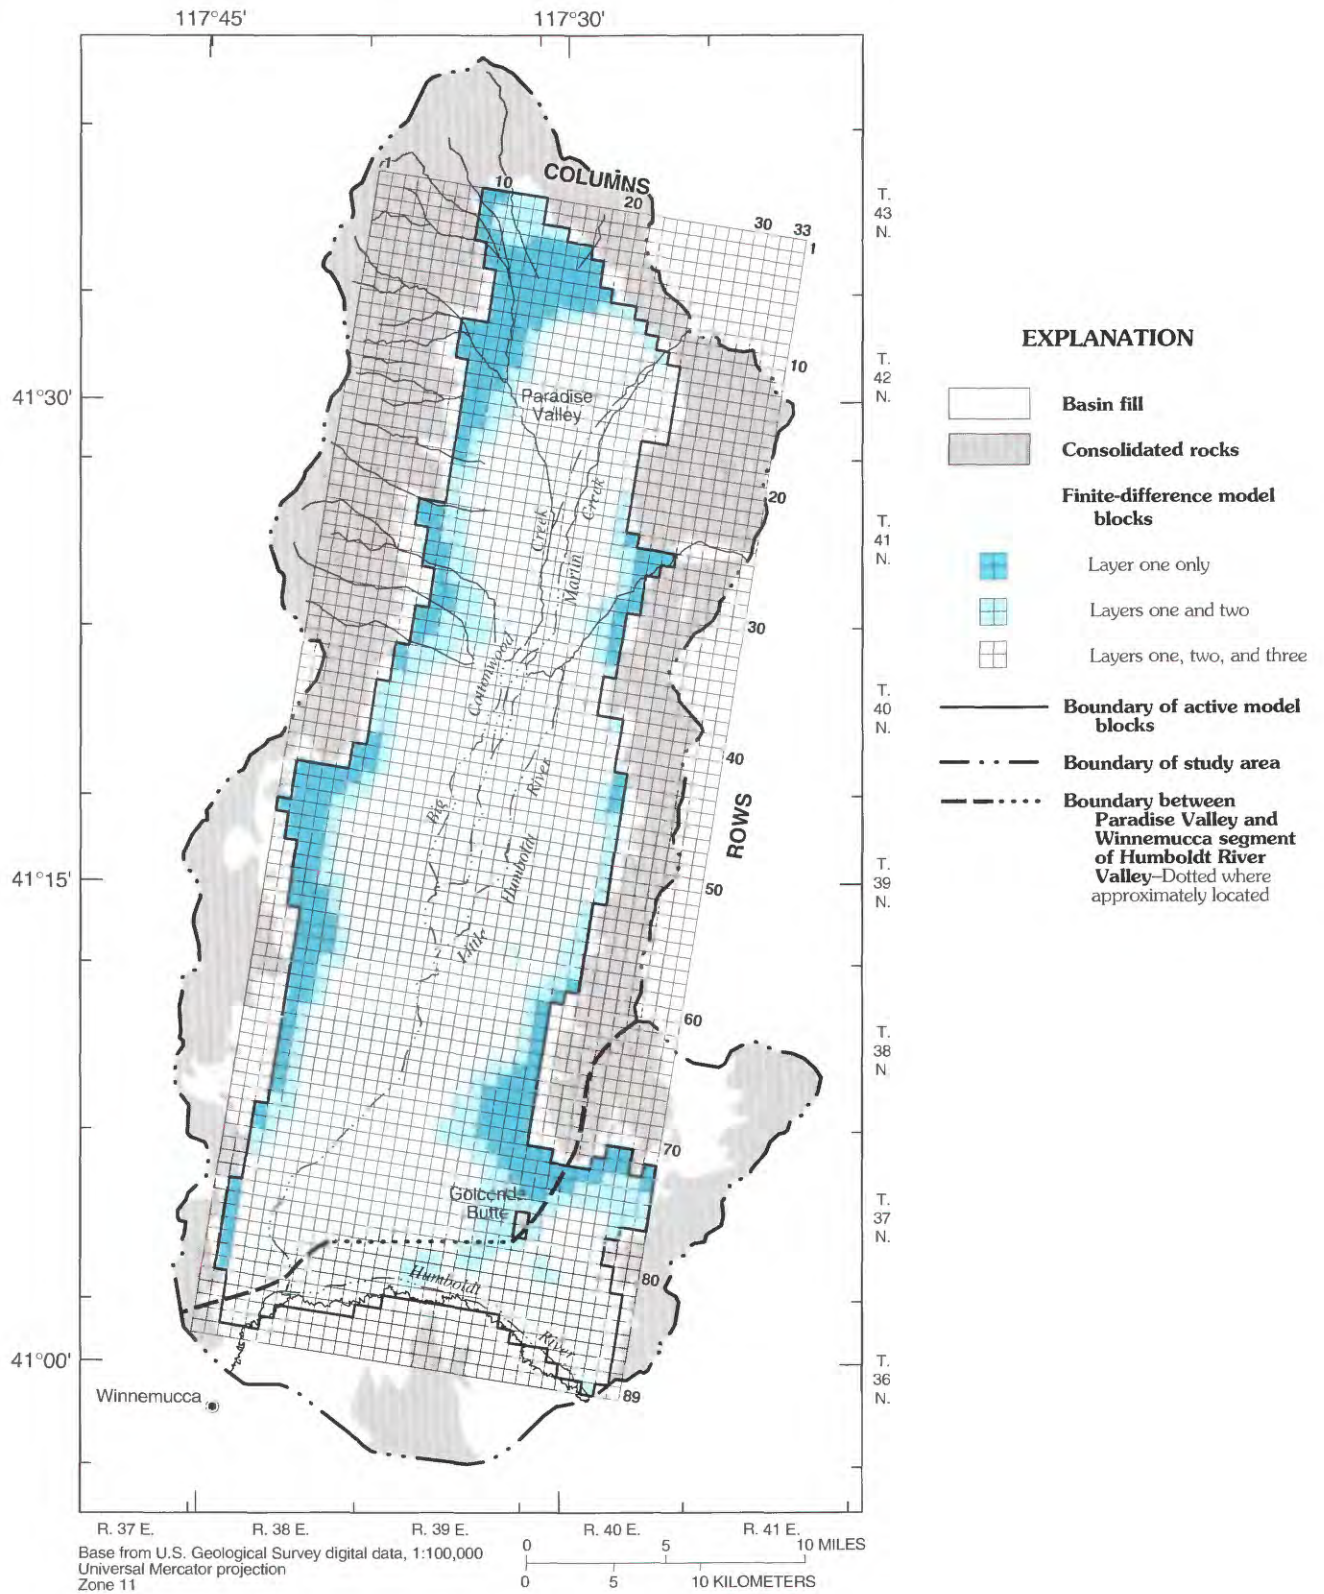 117°45'
117°30'
COLUMNS
1
10
20
30
33
1
10
20
30
40
50
60
70
80
89
ROWS
41°30'
41°15'
41°00'
T.
43
N.
T.
42
N.
T.
41
N.
T.
40
N.
T.
39
N.
T.
38
N
T.
37
N.
T.
36
N.
Paradise
Valley
Creek
Martin
Creek
Cottonwood
Big
River
Humboldt
Little
Golconda
Butte
Humboldt
River
Winnemucca
EXPLANATION
Basin fill
Consolidated rocks
Finite-difference model
blocks
Layer one only
Layers one and two
Layers one, two, and three
Boundary of active model
blocks
Boundary of study area
Boundary between
Paradise Valley and
Winnemucca segment
of Humboldt River
Valley–Dotted where
approximately located
R. 37 E.
R. 38 E.
R. 39 E.
R. 40 E.
R. 41 E.
Base from U.S. Geological Survey digital data, 1:100,000
Universal Mercator projection
Zone 11
0 5 10 MILES
0 5 10 KILOMETERS